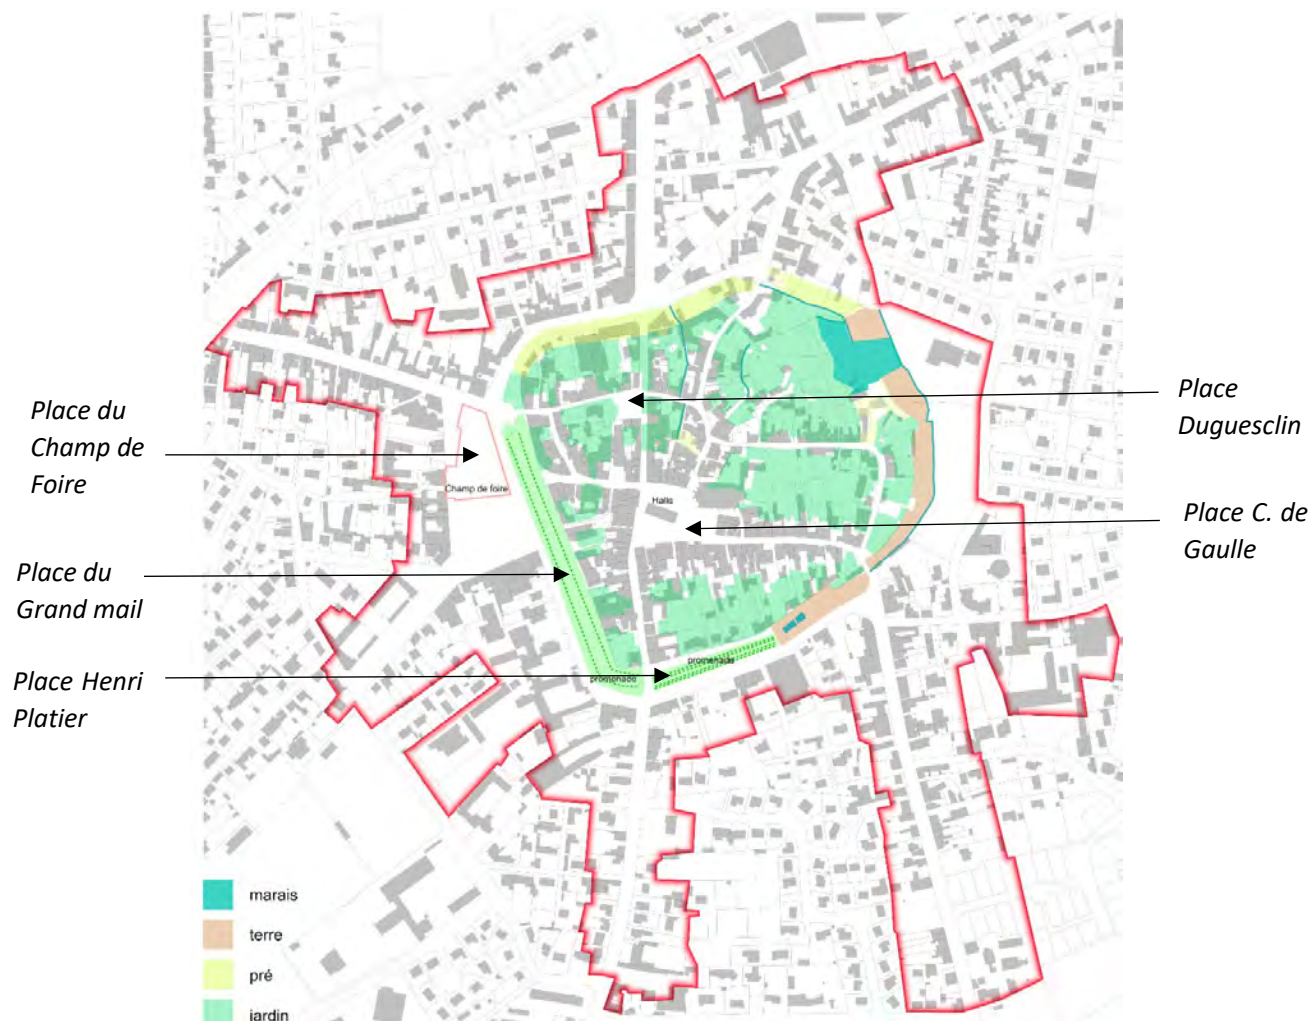 Place du
Champ de
Foire
Place du
Grand mail
Place Henri
Platier
Place
Duguesclin
Place C. de
Gaulle
Champ de foire
Halle
promenade
promenade
marais
terre
pré
jardin